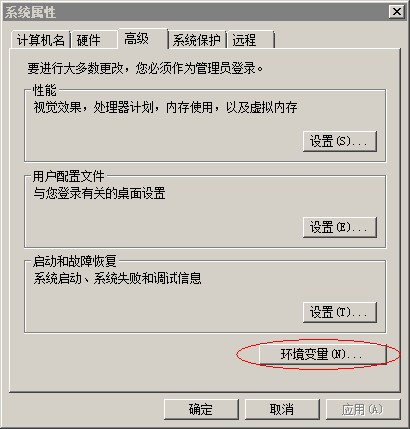 系统属性
计算机名 硬件 高级 系统保护 远程
要进行大多数更改，您必须作为管理员登录。
性能
视觉效果，处理器计划，内存使用，以及虚拟内存
设置(S)...
用户配置文件
与您登录有关的桌面设置
设置(E)...
启动和故障恢复
系统启动、系统失败和调试信息
设置(T)...
环境变量(N)...
确定 取消 应用(A)